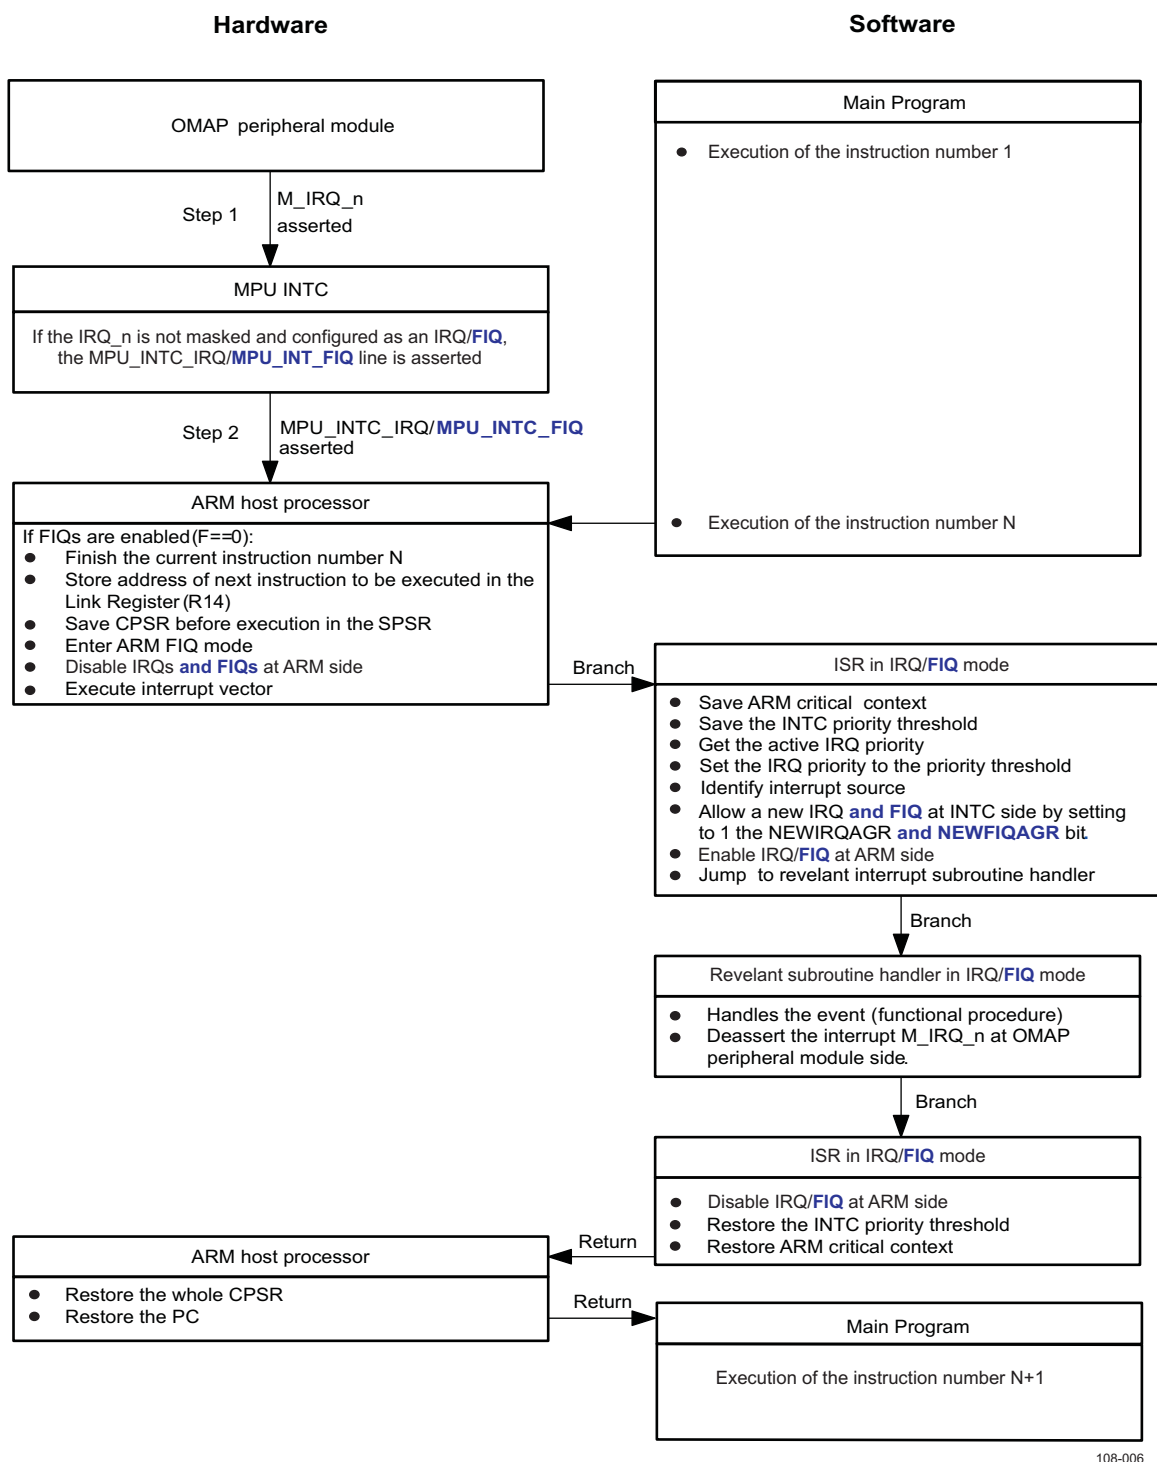 Hardware
Software
OMAP peripheral module
Main Program
● Execution of the instruction number 1
Step 1
M_IRQ_n
asserted
MPU INTC
If the IRQ_n is not masked and configured as an IRQ/FIQ,
the MPU_INTC_IRQ/MPU_INT_FIQ line is asserted
Step 2
MPU_INTC_IRQ/MPU_INTC_FIQ
asserted
ARM host processor
If FIQs are enabled(F==0):
● Finish the current instruction number N
● Store address of next instruction to be executed in the
Link Register (R14)
● Save CPSR before execution in the SPSR
● Enter ARM FIQ mode
● Disable IRQs and FIQs at ARM side
● Execute interrupt vector
● Execution of the instruction number N
Branch
ISR in IRQ/FIQ mode
● Save ARM critical context
● Save the INTC priority threshold
● Get the active IRQ priority
● Set the IRQ priority to the priority threshold
● Identify interrupt source
● Allow a new IRQ and FIQ at INTC side by setting
to 1 the NEWIRQAGR and NEWFIQAGR bit.
● Enable IRQ/FIQ at ARM side
● Jump to revelant interrupt subroutine handler
Branch
Revelant subroutine handler in IRQ/FIQ mode
● Handles the event (functional procedure)
● Deassert the interrupt M_IRQ_n at OMAP
peripheral module side.
Branch
ISR in IRQ/FIQ mode
● Disable IRQ/FIQ at ARM side
● Restore the INTC priority threshold
● Restore ARM critical context
Return
ARM host processor
● Restore the whole CPSR
● Restore the PC
Return
Main Program
Execution of the instruction number N+1
108-006